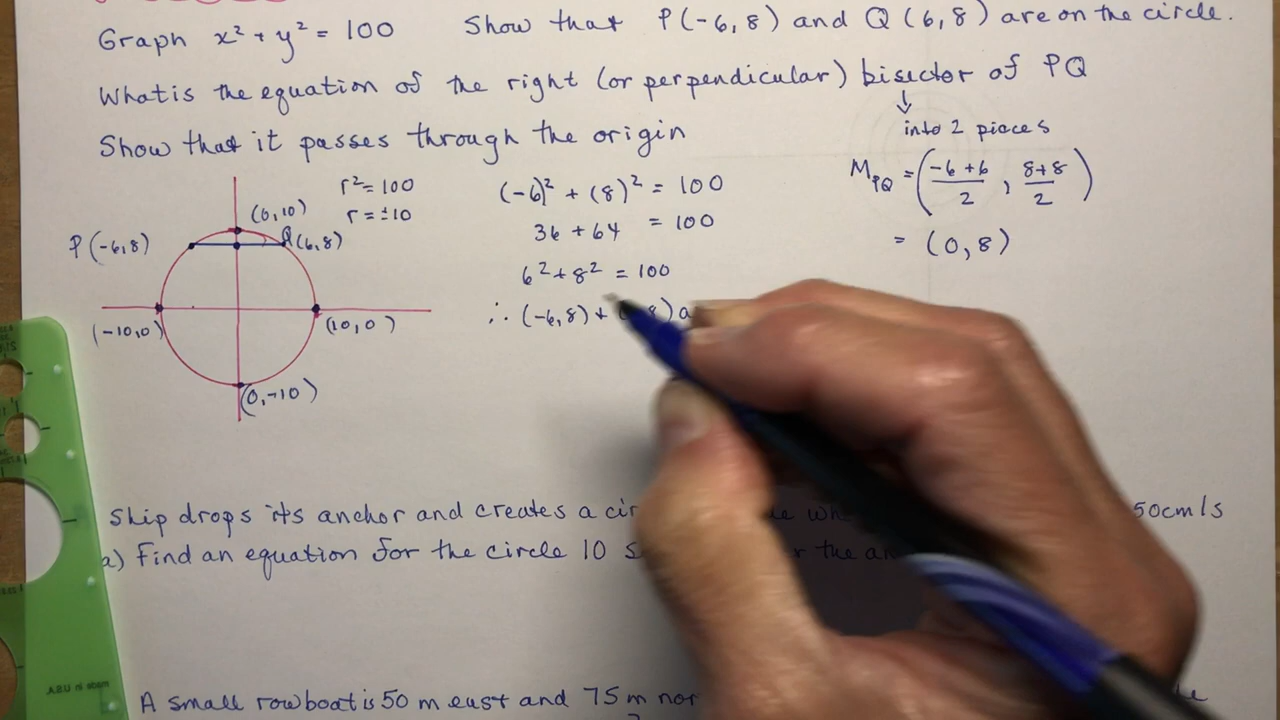 Graph x² + y² = 100 Show that P(-6,8) and Q(6,8) are on the circle.
What is the equation of the right (or perpendicular) bisector of PQ
Show that it passes through the origin
↓
into 2 pieces
r² = 100
r = ±10
(0,10)
P(-6,8)
Q(6,8)
(-10,0)
(10,0)
(0,-10)
(-6)² + (8)² = 100
36 + 64 = 100
6² + 8² = 100
∴ (-6,8) +
M_PQ = (-6+6/2, 8+8/2)
= (0,8)
Ship drops its anchor and creates a 50cm/s
a) Find an equation for the circle 10 the
A small rowboat is 50 m east and 75 m